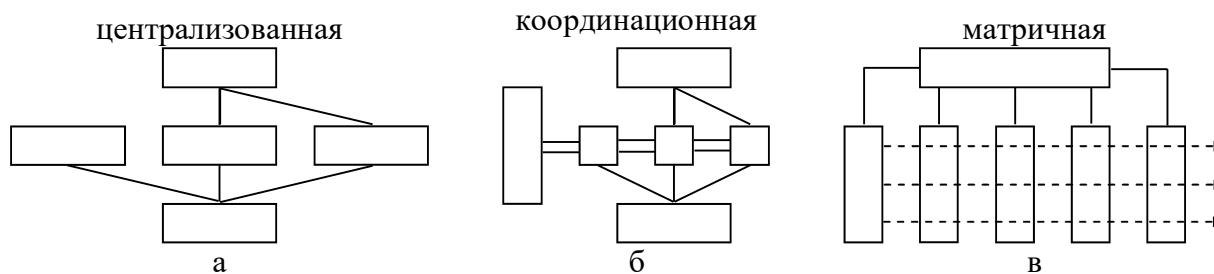 централизованная
координационная
матричная
а
б
в